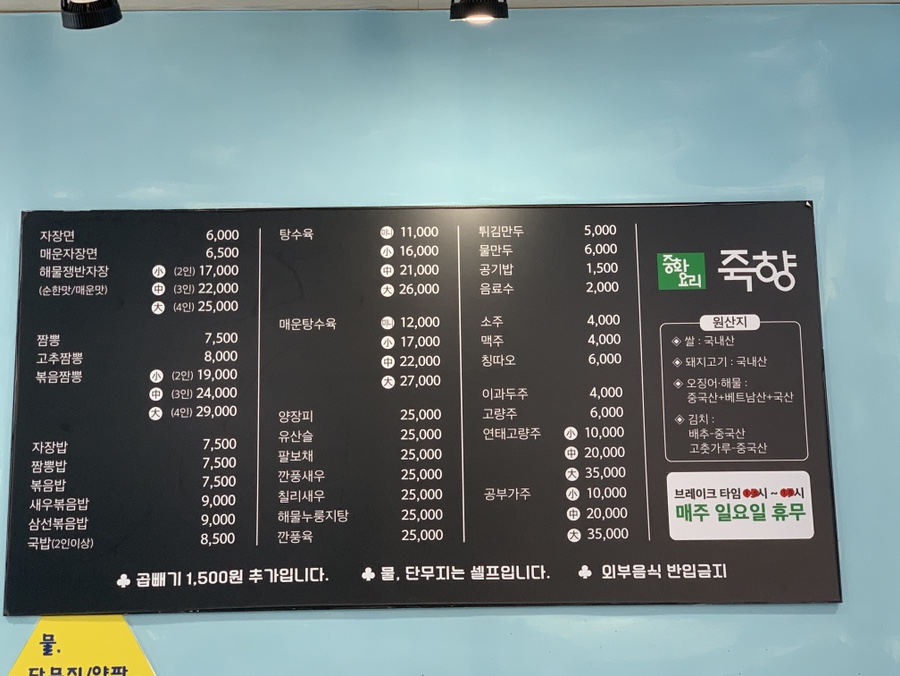 자장면 6,000
매운자장면 6,500
해물쟁반자장 小 (2인) 17,000
(순한맛/매운맛) 中 (3인) 22,000
大 (4인) 25,000
짬뽕 7,500
고추짬뽕 8,000
볶음짬뽕 小 (2인) 19,000
中 (3인) 24,000
大 (4인) 29,000
자장밥 7,500
짬뽕밥 7,500
볶음밥 7,500
새우볶음밥 9,000
삼선볶음밥 9,000
국밥(2인이상) 8,500
탕수육 미니 11,000
小 16,000
中 21,000
大 26,000
매운탕수육 미니 12,000
小 17,000
中 22,000
大 27,000
양장피 25,000
유산슬 25,000
팔보채 25,000
깐풍새우 25,000
칠리새우 25,000
해물누룽지탕 25,000
깐풍육 25,000
튀김만두 5,000
물만두 6,000
공기밥 1,500
음료수 2,000
소주 4,000
맥주 4,000
칭따오 6,000
이과두주 4,000
고량주 6,000
연태고량주 小 10,000
中 20,000
大 35,000
공부가주 小 10,000
中 20,000
大 35,000
중화요리 죽향
원산지
◈ 쌀 : 국내산
◈ 돼지고기 : 국내산
◈ 오징어·해물 :
중국산+베트남산+국산
◈ 김치 :
배추-중국산
고춧가루-중국산
브레이크 타임 시 ~ 시
매주 일요일 휴무
♣ 곱빼기 1,500원 추가입니다. ♣ 물, 단무지는 셀프입니다. ♣ 외부음식 반입금지
물,
단무지/양파